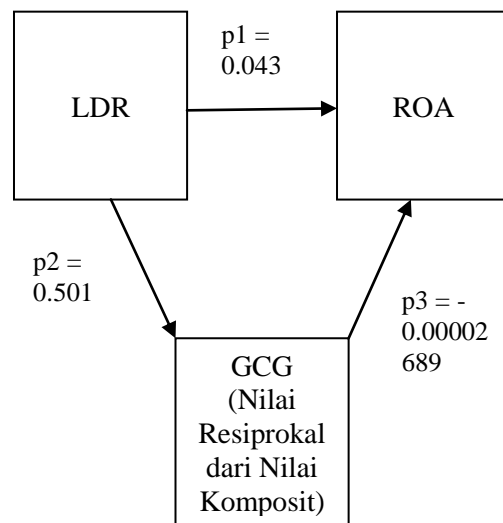 p1 =
0.043
LDR
ROA
p2 =
0.501
p3 = -
0.00002
689
GCG
(Nilai
Resiprokal
dari Nilai
Komposit)